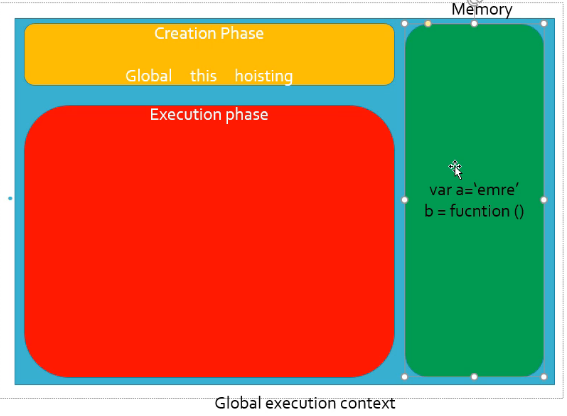 Memory
Creation Phase
Global this hoisting
Execution phase
var a='emre'
b = fucntion ()
Global execution context